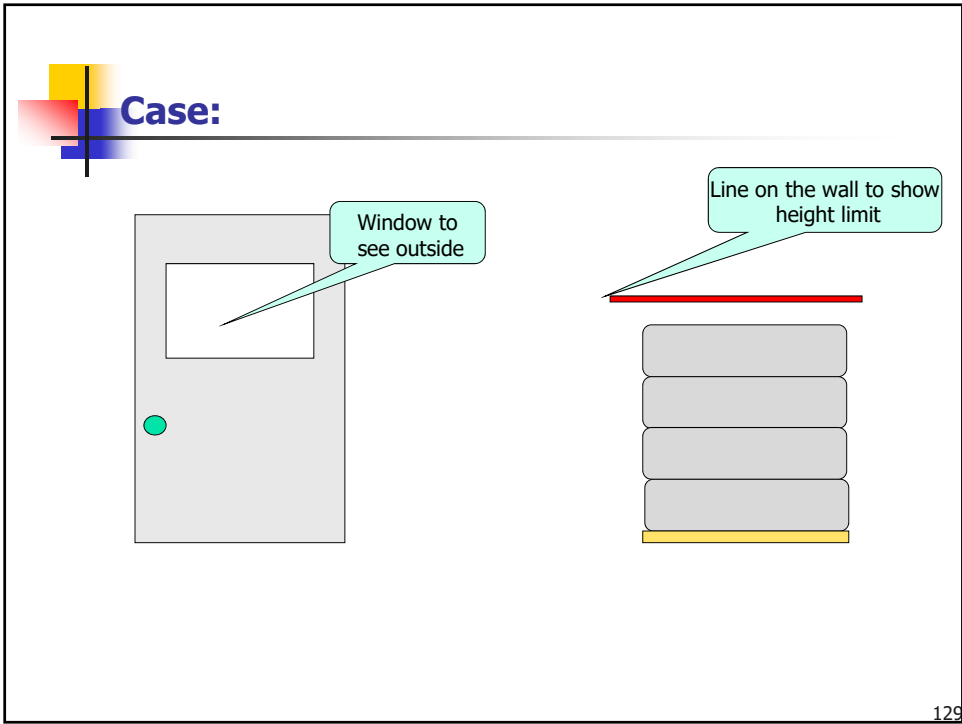 Case:
Window to
see outside
Line on the wall to show
height limit
129